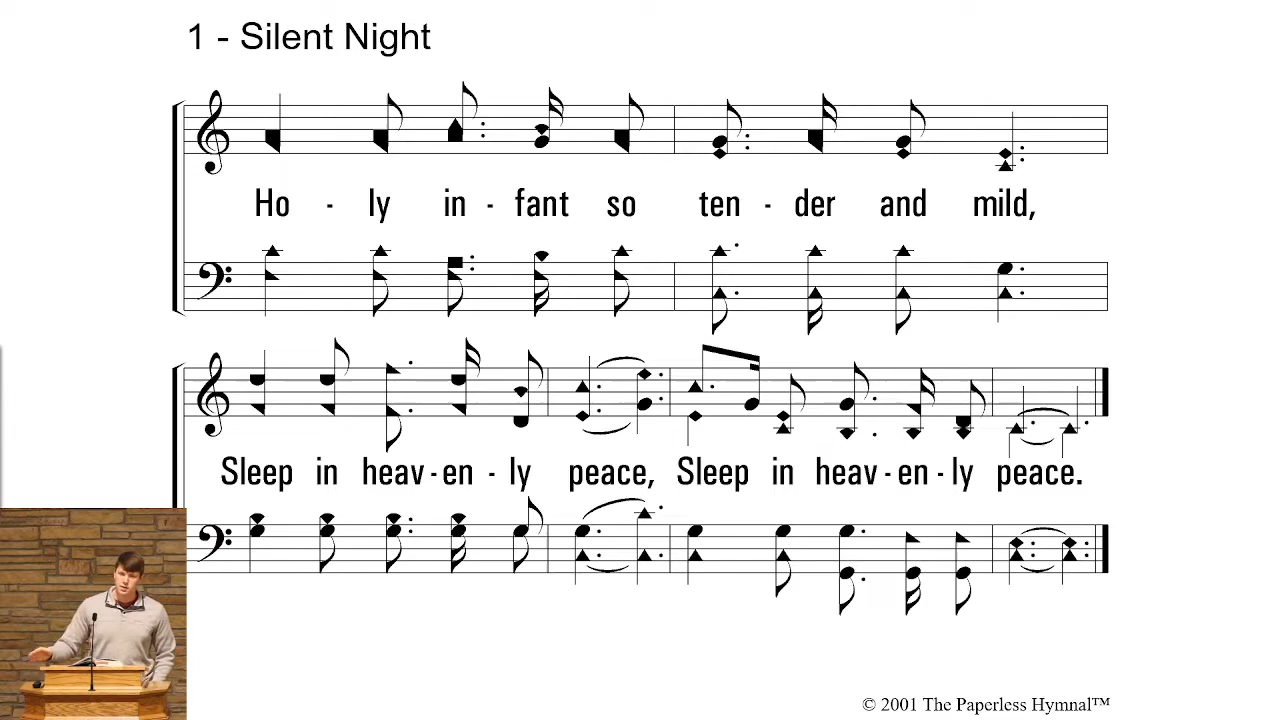 1 - Silent Night
Ho - ly in - fant so ten - der and mild,
Sleep in heav - en - ly peace, Sleep in heav - en - ly peace.
© 2001 The Paperless Hymnal™